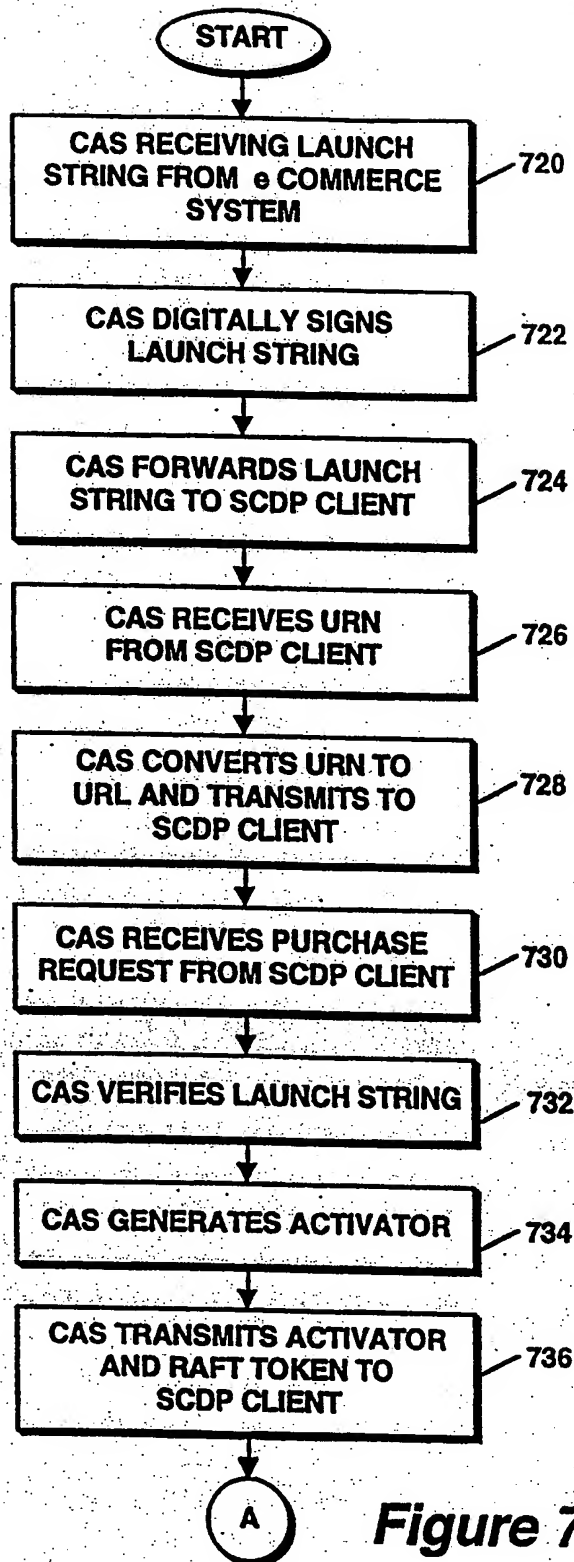 START
CAS RECEIVING LAUNCH
STRING FROM e COMMERCE
SYSTEM
720
CAS DIGITALLY SIGNS
LAUNCH STRING
722
CAS FORWARDS LAUNCH
STRING TO SCDP CLIENT
724
CAS RECEIVES URN
FROM SCDP CLIENT
726
CAS CONVERTS URN TO
URL AND TRANSMITS TO
SCDP CLIENT
728
CAS RECEIVES PURCHASE
REQUEST FROM SCDP CLIENT
730
CAS VERIFIES LAUNCH STRING
732
CAS GENERATES ACTIVATOR
734
CAS TRANSMITS ACTIVATOR
AND RAFT TOKEN TO
SCDP CLIENT
736
A
Figure 7